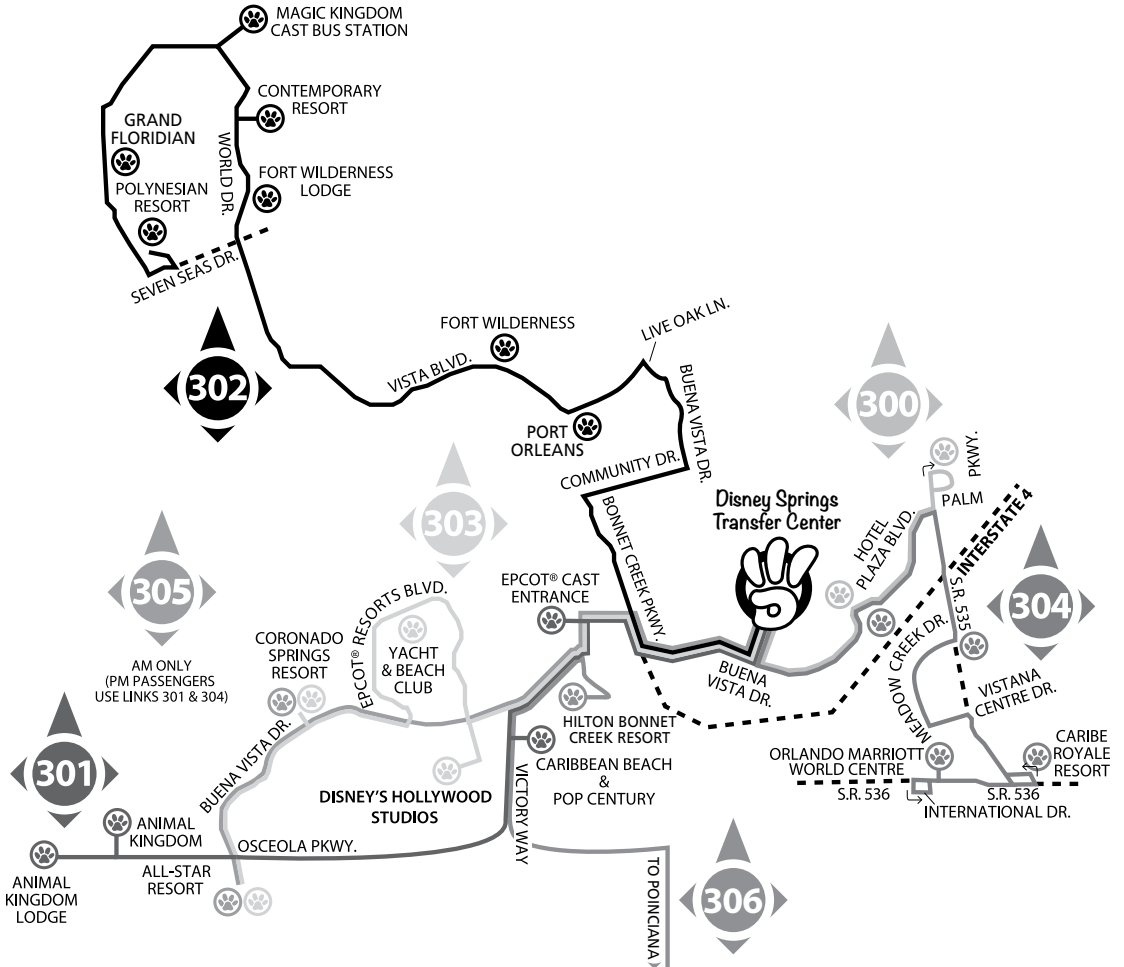 MAGIC KINGDOM
CAST BUS STATION
CONTEMPORARY
RESORT
GRAND
FLORIDIAN
WORLD DR.
FORT WILDERNESS
LODGE
POLYNESIAN
RESORT
SEVEN SEAS DR.
302
FORT WILDERNESS
VISTA BLVD.
LIVE OAK LN.
BUENA VISTA DR.
PORT
ORLEANS
COMMUNITY DR.
BONNET CREEK PKWY.
300
303
305
AM ONLY
(PM PASSENGERS
USE LINKS 301 & 304)
301
Disney Springs
Transfer Center
HOTEL
PLAZA BLVD.
PALM
PKWY.
INTERSTATE 4
S.R. 535
304
EPCOT® CAST
ENTRANCE
EPCOT® RESORTS BLVD.
YACHT
& BEACH
CLUB
CORONADO
SPRINGS
RESORT
BUENA VISTA DR.
BUENA
VISTA DR.
HILTON BONNET
CREEK RESORT
CARIBBEAN BEACH
&
POP CENTURY
MEADOW CREEK DR.
VISTANA
CENTRE DR.
ORLANDO MARRIOTT
WORLD CENTRE
CARIBE
ROYALE
RESORT
S.R. 536
S.R. 536
INTERNATIONAL DR.
DISNEY'S HOLLYWOOD
STUDIOS
VICTORY WAY
ANIMAL
KINGDOM
OSCEOLA PKWY.
ALL-STAR
RESORT
ANIMAL
KINGDOM
LODGE
TO POINCIANA
306